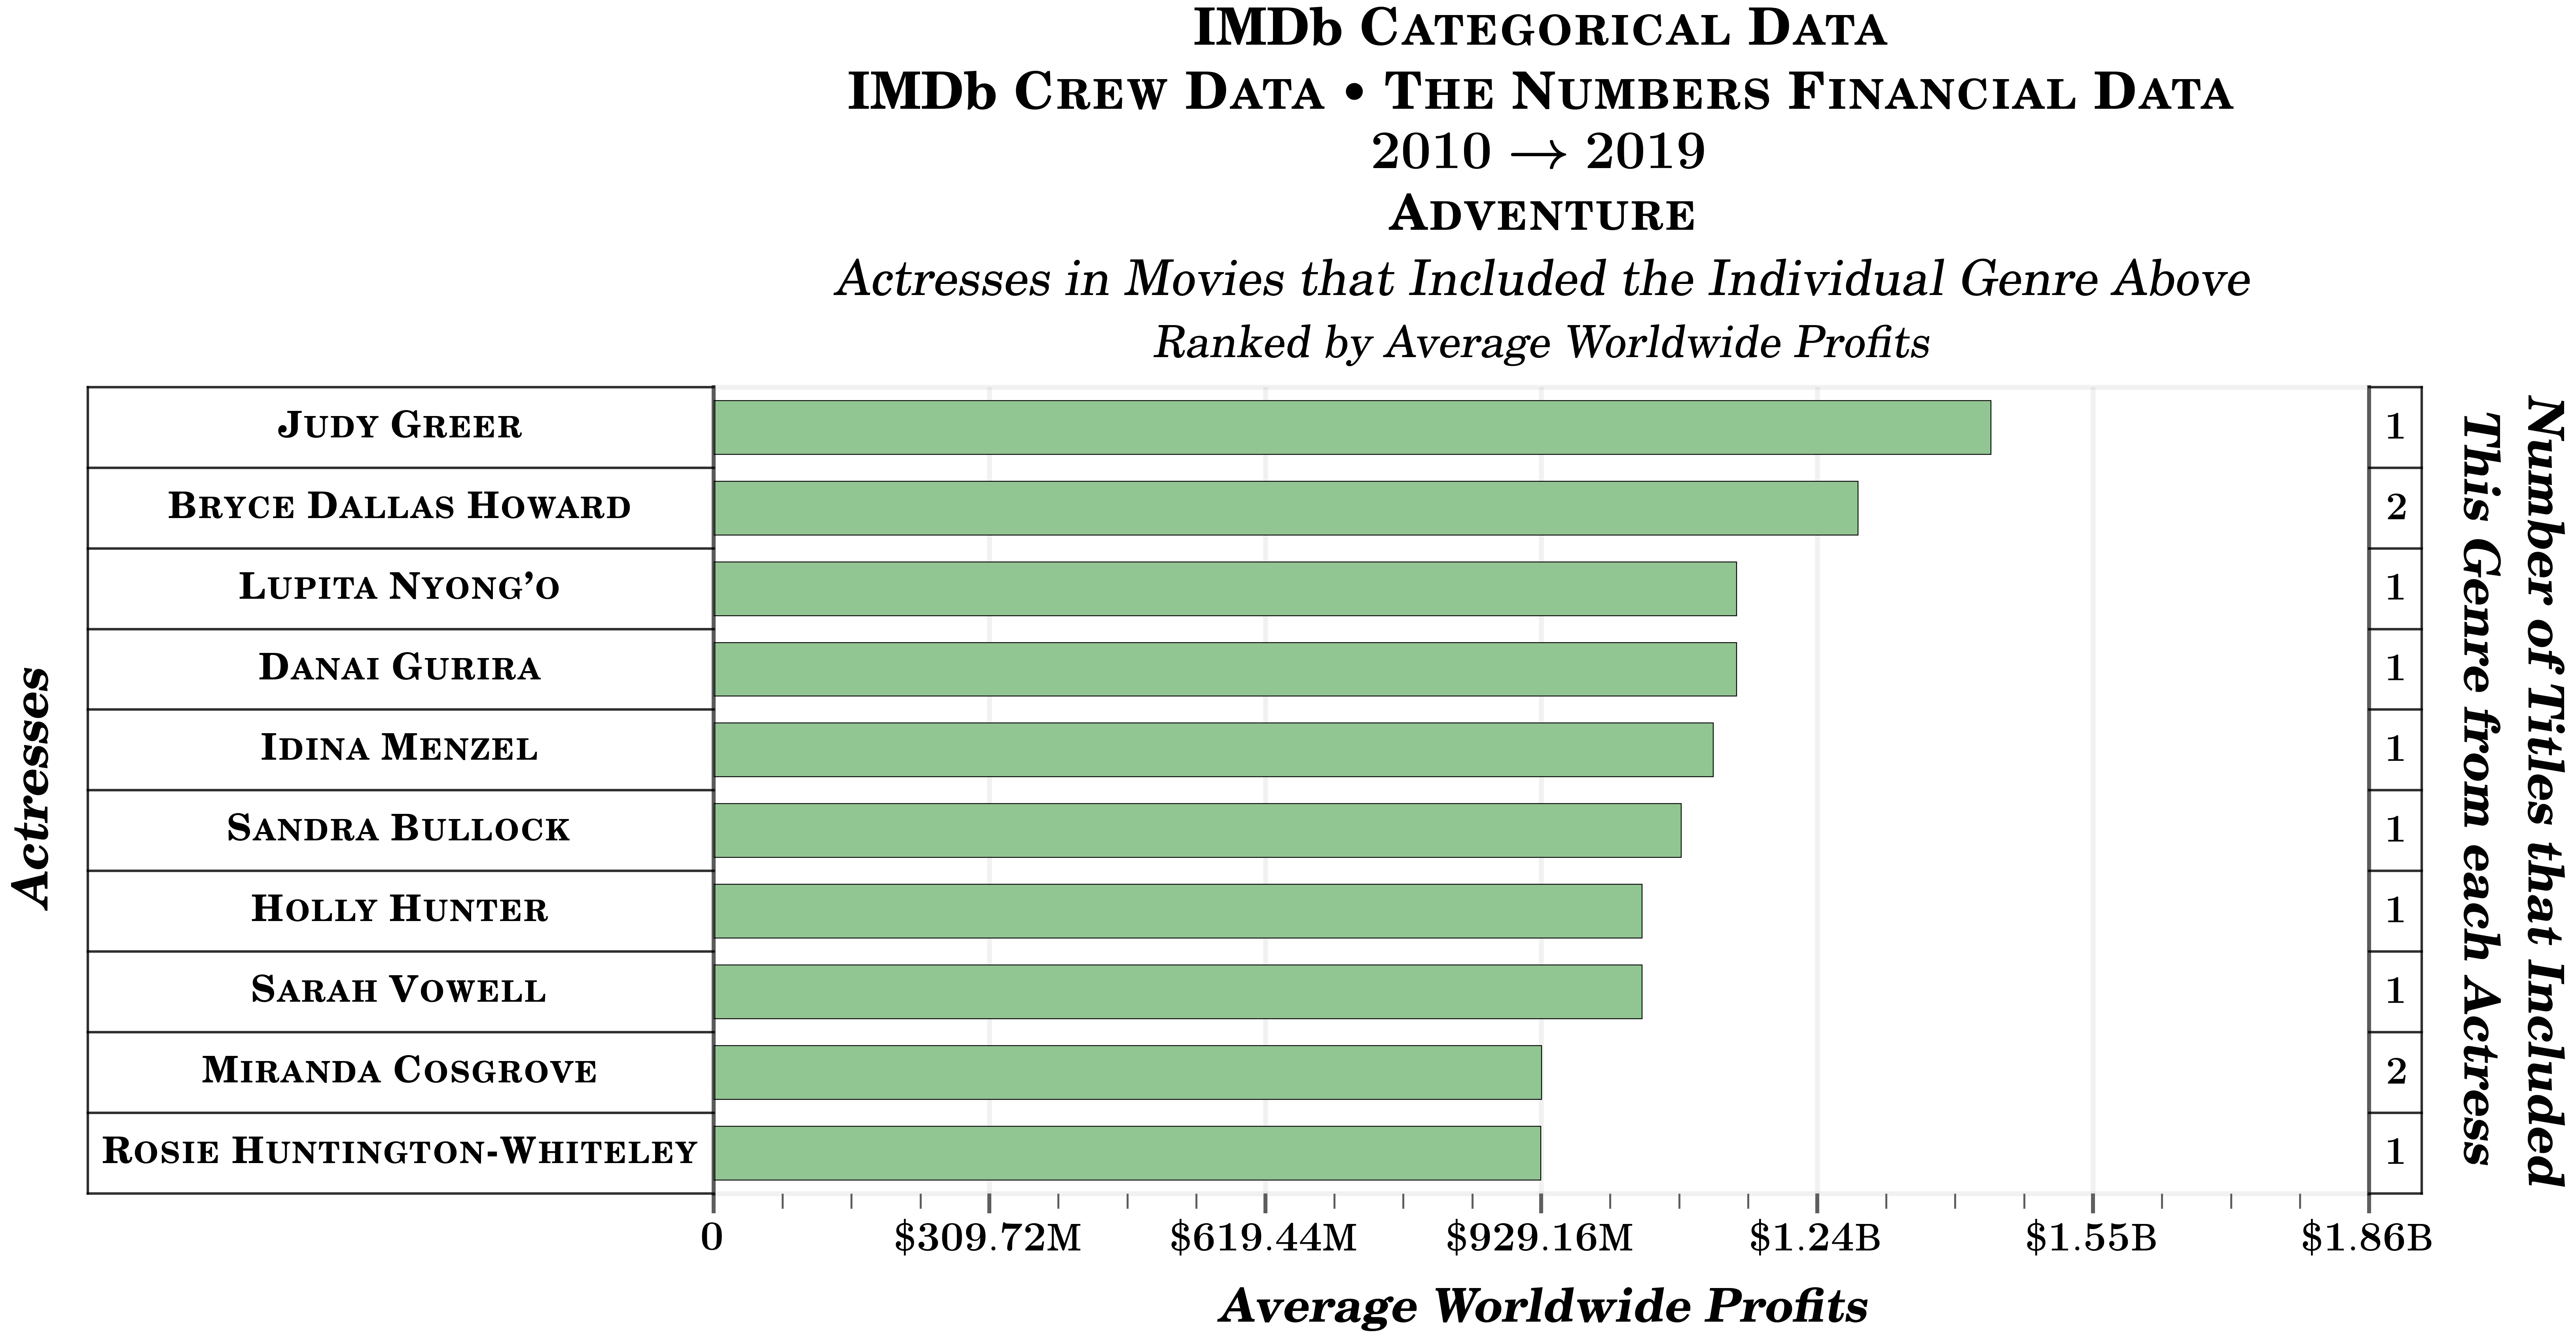 IMDb Categorical Data
IMDb Crew Data • The Numbers Financial Data
2010 → 2019
Adventure
Actresses in Movies that Included the Individual Genre Above
Ranked by Average Worldwide Profits
Actresses
Judy Greer
Bryce Dallas Howard
Lupita Nyong’o
Danai Gurira
Idina Menzel
Sandra Bullock
Holly Hunter
Sarah Vowell
Miranda Cosgrove
Rosie Huntington-Whiteley
1
2
1
1
1
1
1
1
2
1
Number of Titles that Included
This Genre from each Actress
0 $309.72M $619.44M $929.16M $1.24B $1.55B $1.86B
Average Worldwide Profits